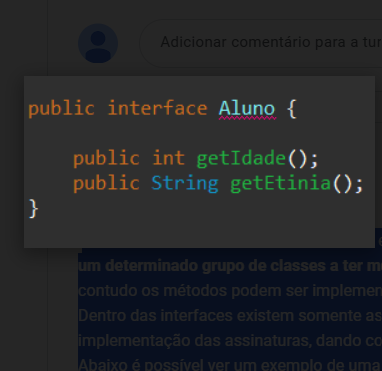 Adicionar comentário para a tur
public interface Aluno {
public int getIdade();
public String getEtinia();
}
um determinado grupo de classes a ter m
contudo os métodos podem ser implemen
Dentro das interfaces existem somente as
implementação das assinaturas, dando co
Abaixo é possível ver um exemplo de uma